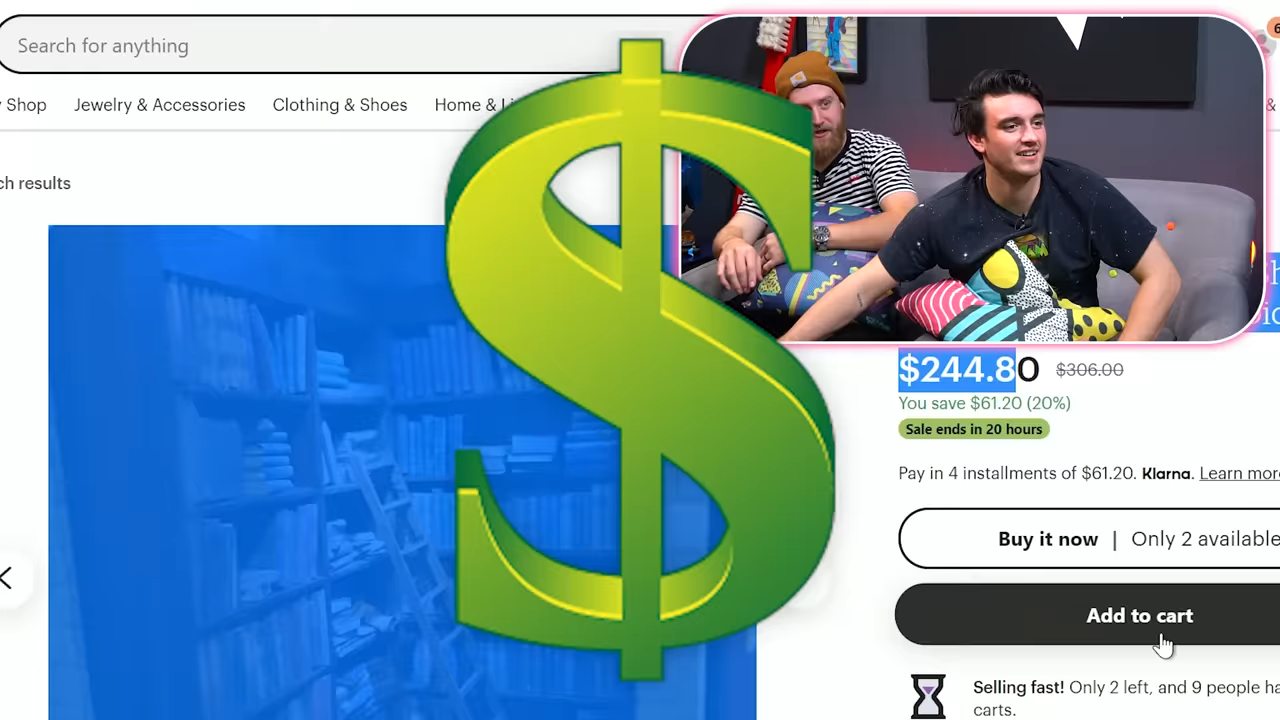 Search for anything
Shop
Jewelry & Accessories
Clothing & Shoes
Home &
&
ch results
$
$244.80
$306.00
You save $61.20 (20%)
Sale ends in 20 hours
Pay in 4 installments of $61.20. Klarna. Learn mor
Buy it now | Only 2 available
Add to cart
Selling fast! Only 2 left, and 9 people ha
carts.